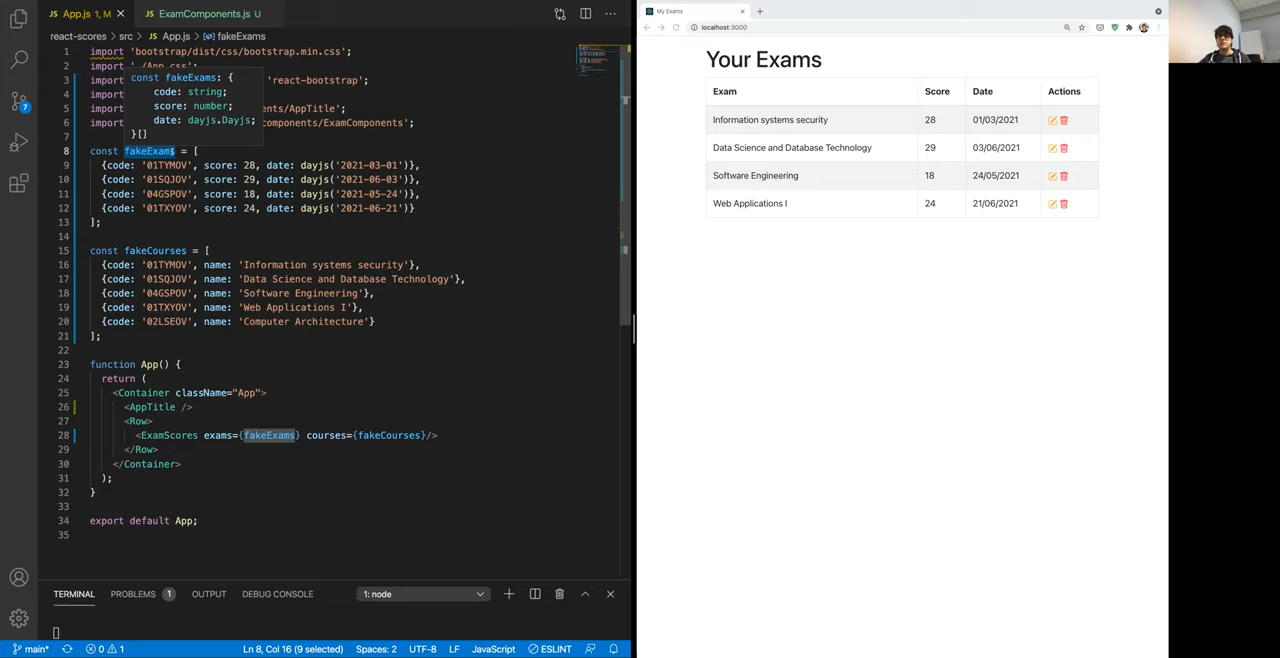 App.js 1, M
ExamComponents.js U
react-scores > src > App.js > fakeExams
1 import 'bootstrap/dist/css/bootstrap.min.css';
2 import './App.css';
3 import 'react-bootstrap';
4 import
5 import ents/AppTitle';
6 import components/ExamComponents';
7
const fakeExams: {
code: string;
score: number;
date: dayjs.Dayjs;
}[]
8 const fakeExams = [
9 {code: '01TYMOV', score: 28, date: dayjs('2021-03-01')},
10 {code: '01SQJOV', score: 29, date: dayjs('2021-06-03')},
11 {code: '04GSPOV', score: 18, date: dayjs('2021-05-24')},
12 {code: '01TXYOV', score: 24, date: dayjs('2021-06-21')}
13 ];
14
15 const fakeCourses = [
16 {code: '01TYMOV', name: 'Information systems security'},
17 {code: '01SQJOV', name: 'Data Science and Database Technology'},
18 {code: '04GSPOV', name: 'Software Engineering'},
19 {code: '01TXYOV', name: 'Web Applications I'},
20 {code: '02LSEOV', name: 'Computer Architecture'}
21 ];
22
23 function App() {
24 return (
25 <Container className="App">
26 <AppTitle />
27 <Row>
28 <ExamScores exams={fakeExams} courses={fakeCourses}/>
29 </Row>
30 </Container>
31 );
32 }
33
34 export default App;
35
7
TERMINAL PROBLEMS 1 OUTPUT DEBUG CONSOLE 1: node
main* 0 1 Ln 8, Col 16 (9 selected) Spaces: 2 UTF-8 LF JavaScript ESLINT
My Exams
localhost:3000
Your Exams
Exam Score Date Actions
Information systems security 28 01/03/2021
Data Science and Database Technology 29 03/06/2021
Software Engineering 18 24/05/2021
Web Applications I 24 21/06/2021